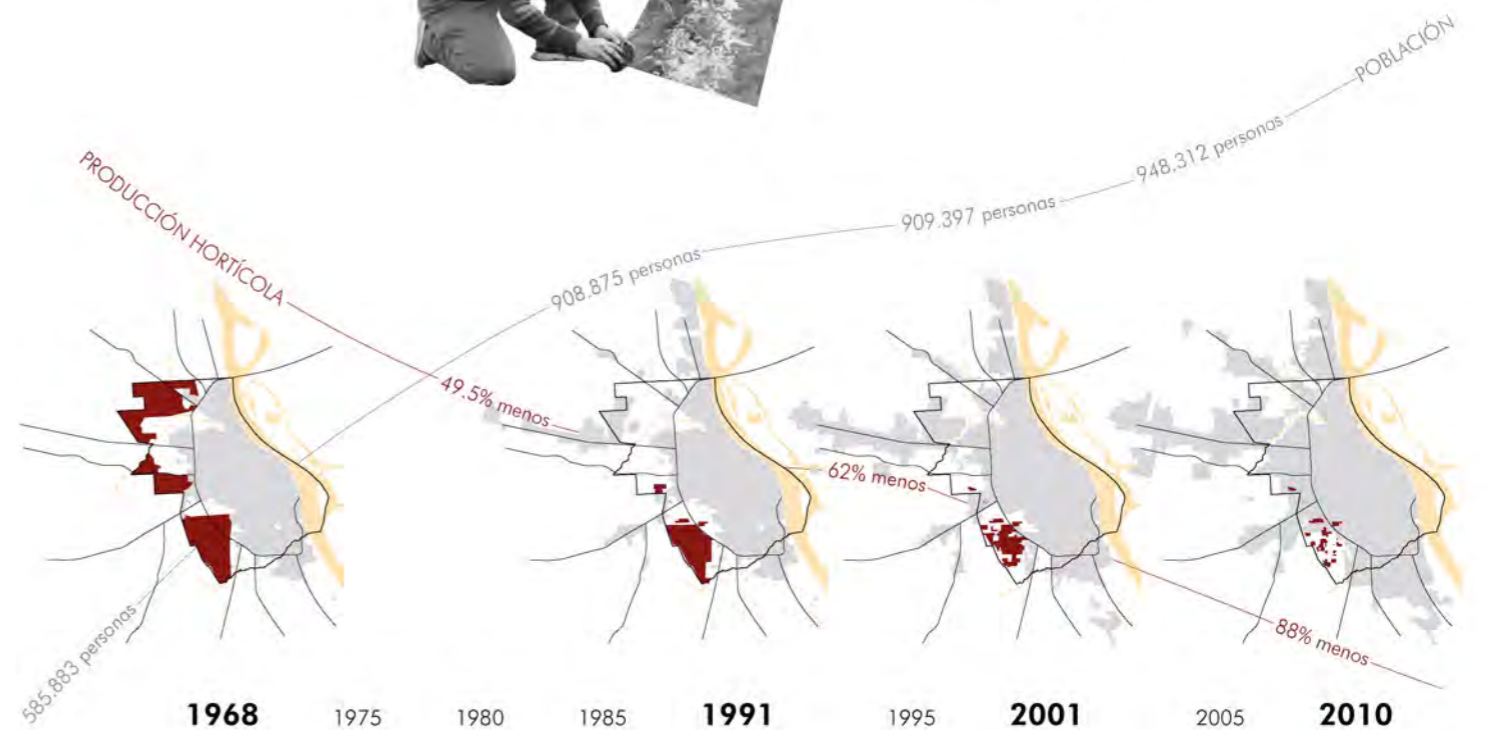 POBLACIÓN
PRODUCCIÓN HORTÍCOLA
948.312 personas
909.397 personas
908.875 personas
49.5% menos
62% menos
88% menos
585.883 personas
1968 1975 1980 1985 1991 1995 2001 2005 2010